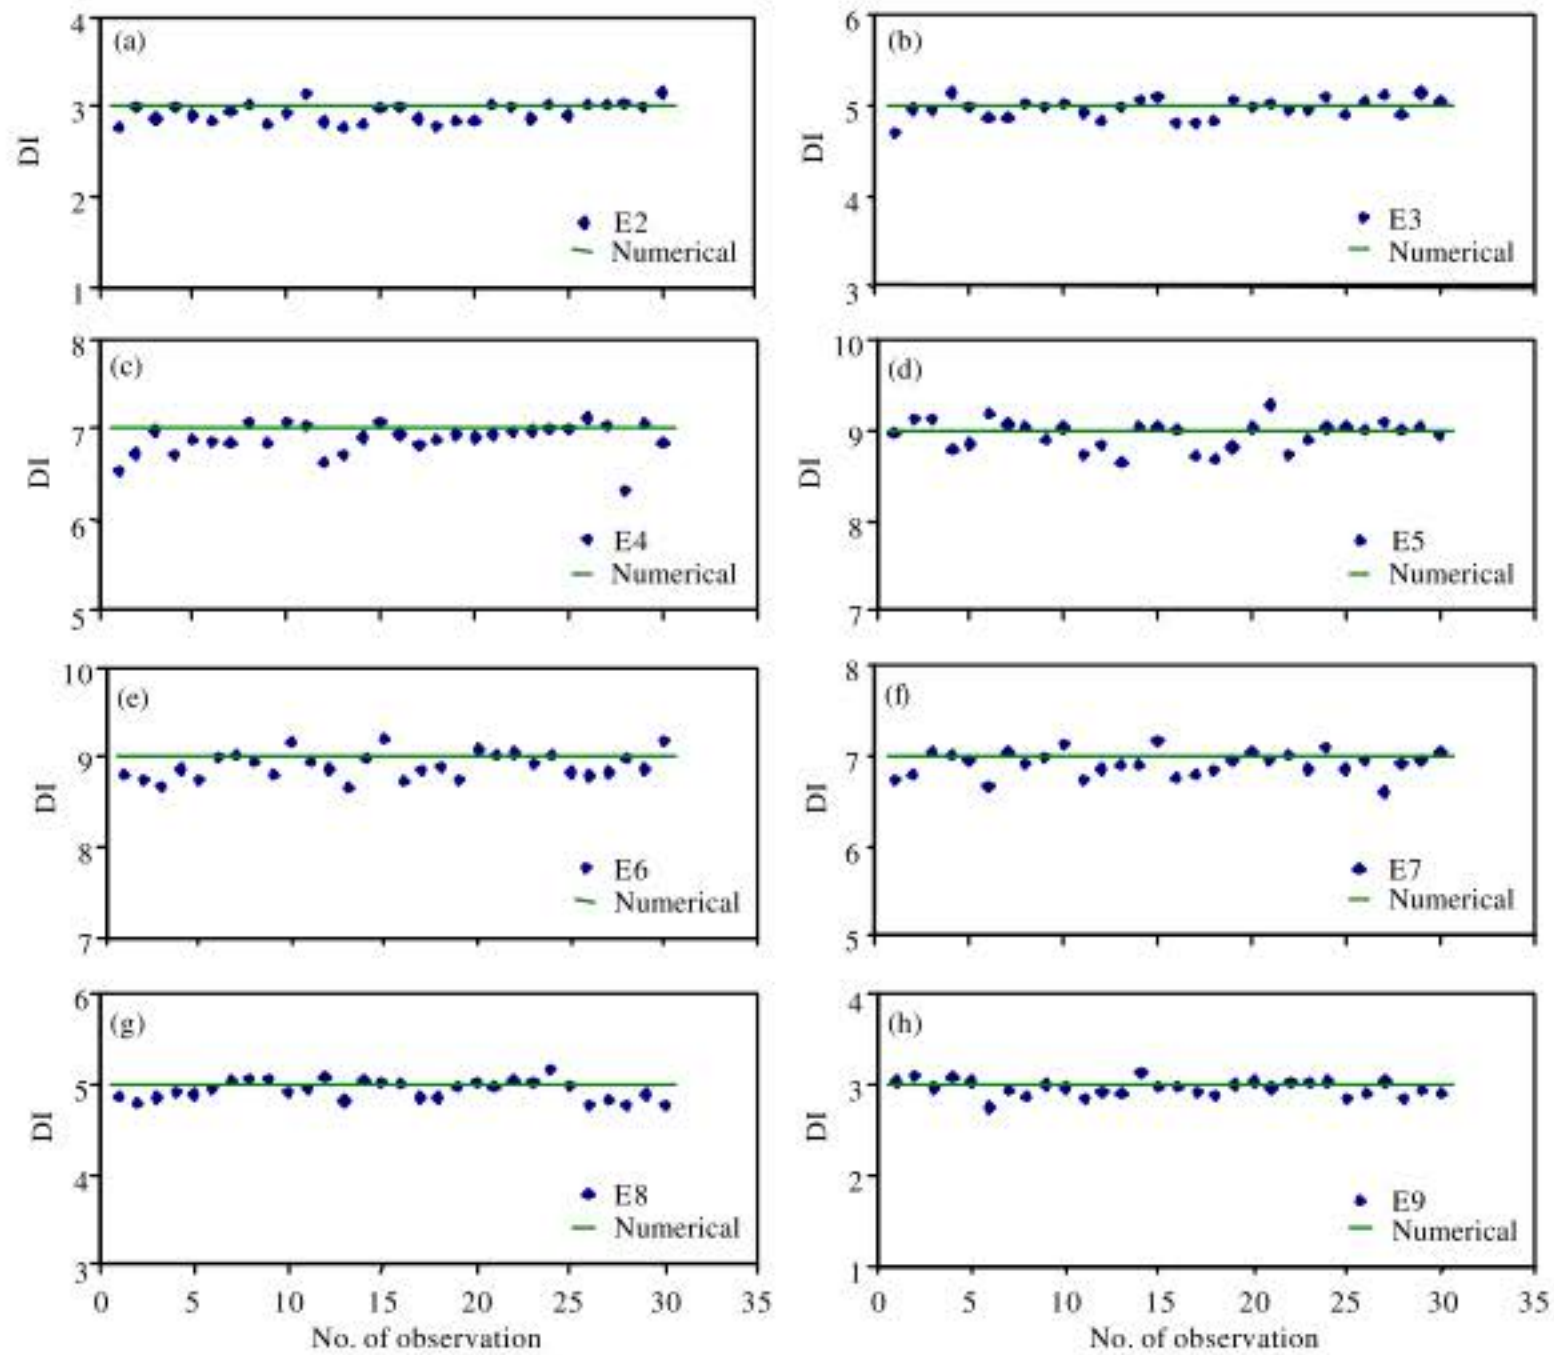 4
(a)
3
DI
2
E2
Numerical
1
6
(b)
5
DI
4
E3
Numerical
3
8
(c)
7
DI
6
E4
Numerical
5
10
(d)
9
DI
8
E5
Numerical
7
10
(e)
9
DI
8
E6
Numerical
7
8
(f)
7
DI
6
E7
Numerical
5
6
(g)
5
DI
4
E8
Numerical
3
0 5 10 15 20 25 30 35
No. of observation
4
(h)
3
DI
2
E9
Numerical
1
0 5 10 15 20 25 30 35
No. of observation